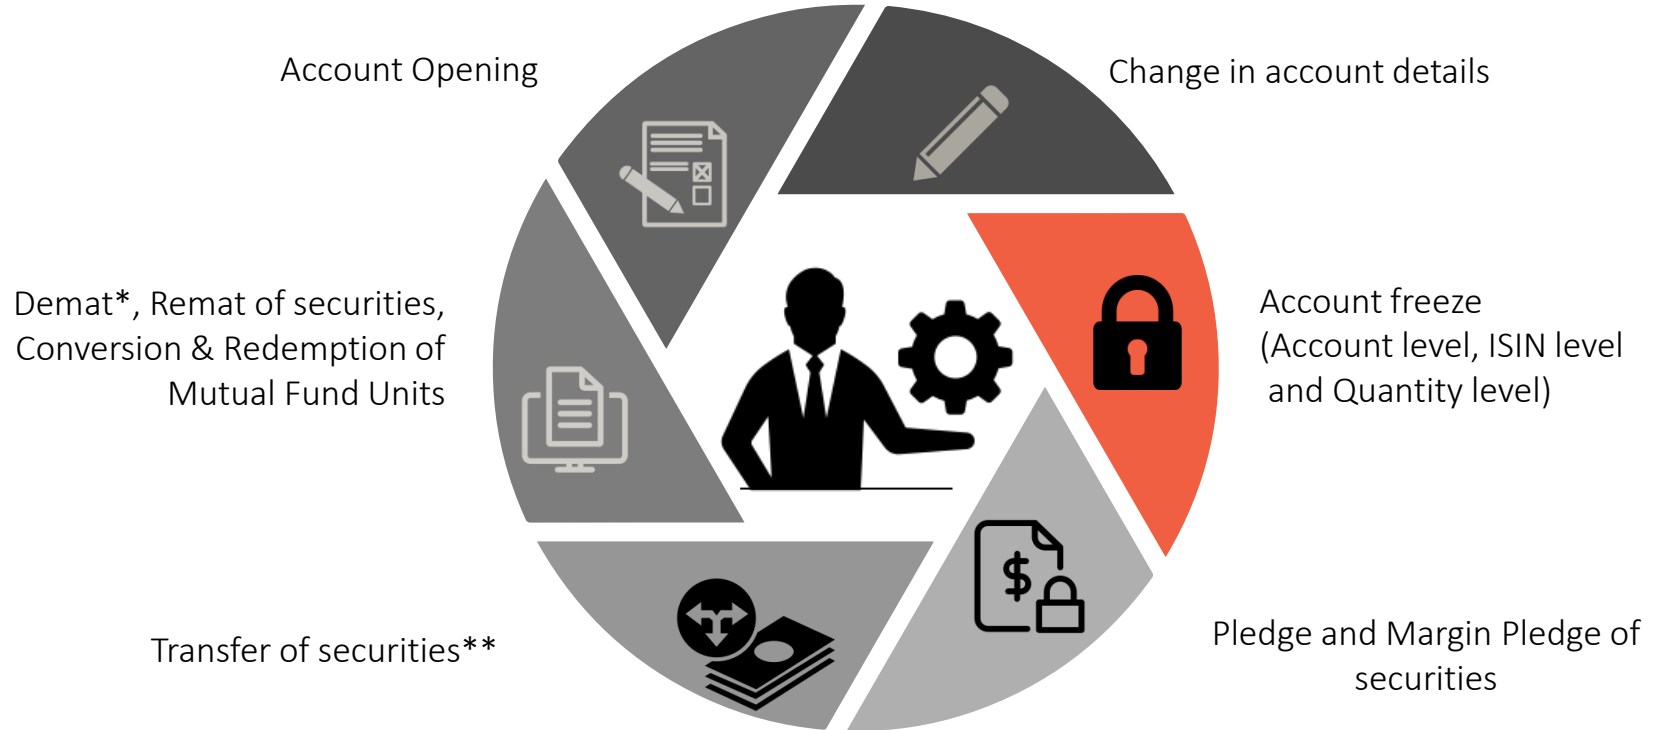 Account Opening
Change in account details
Demat*, Remat of securities,
Conversion & Redemption of
Mutual Fund Units
Account freeze
(Account level, ISIN level
and Quantity level)
Transfer of securities**
Pledge and Margin Pledge of
securities
$